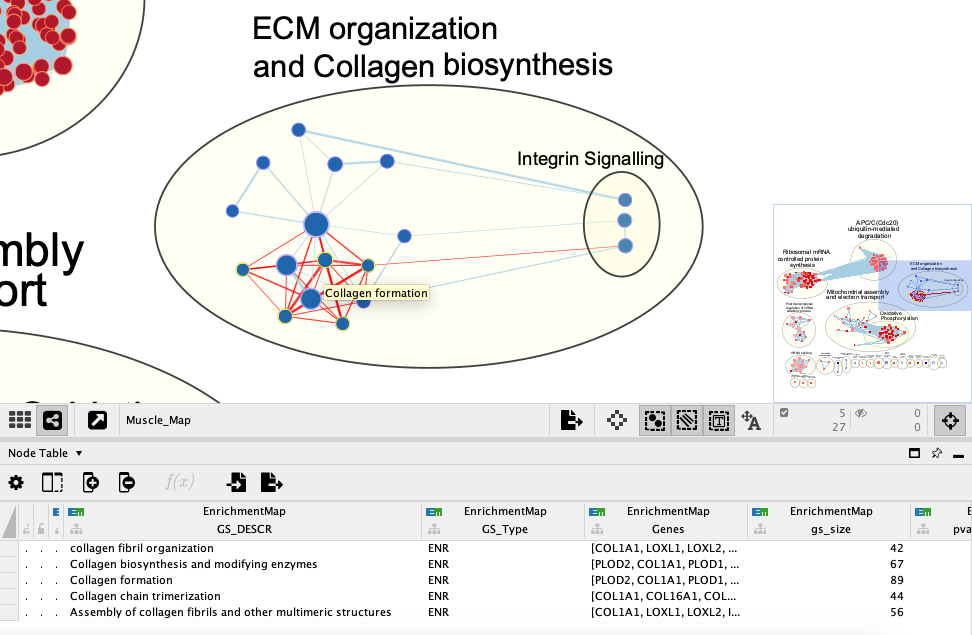 ECM organization
and Collagen biosynthesis
Integrin Signalling
mbly
ort
Collagen formation
APC/C(Cdc20)
ubiquitin-mediated
degradation
Ribosomal mRNA
controlled protein
synthesis
ECM organization
and Collagen biosynthesis
Mitochondrial assembly
and electron transport
Oxidative
Phosphorylation
Muscle_Map
5
27
0
0
Node Table
f(x)
EnrichmentMap EnrichmentMap EnrichmentMap EnrichmentMap E
GS_DESCR GS_Type Genes gs_size pva
collagen fibril organization ENR [COL1A1, LOXL1, LOXL2, ... 42
Collagen biosynthesis and modifying enzymes ENR [PLOD2, COL1A1, PLOD1, ... 67
Collagen formation ENR [PLOD2, COL1A1, PLOD1, ... 89
Collagen chain trimerization ENR [COL1A1, COL16A1, COL... 44
Assembly of collagen fibrils and other multimeric structures ENR [COL1A1, LOXL1, LOXL2, I... 56